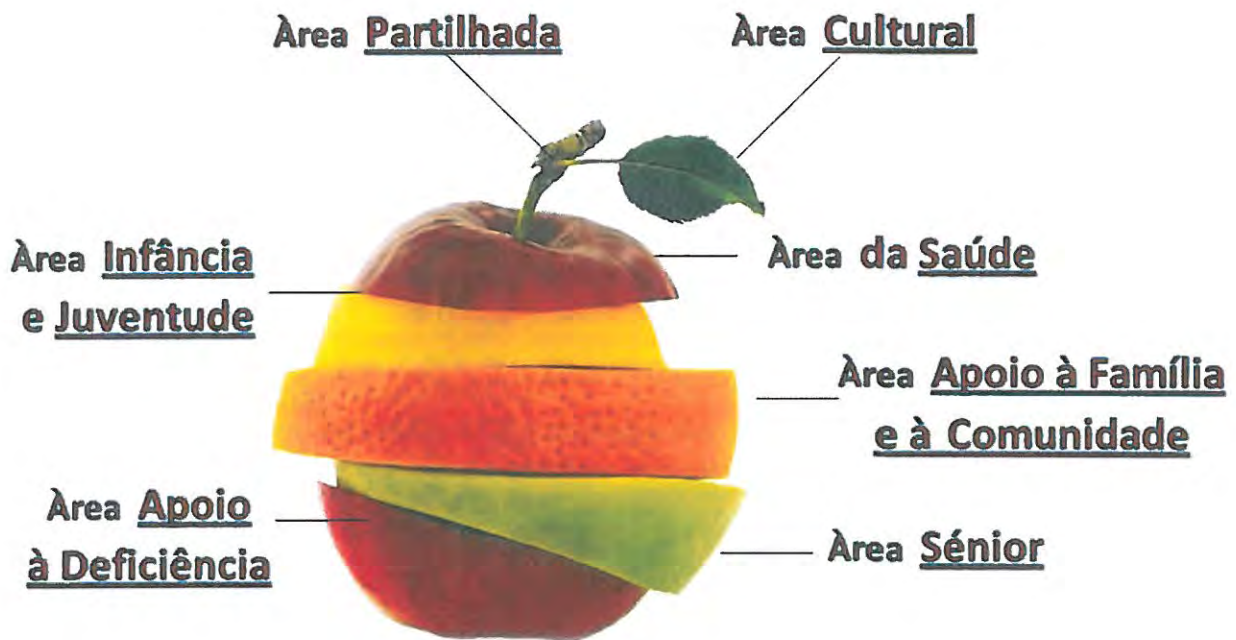 Àrea Partilhada
Àrea Cultural
Àrea Infância
e Juventude
Àrea da Saúde
Àrea Apoio à Família
e à Comunidade
Àrea Apoio
à Deficiência
Àrea Sénior